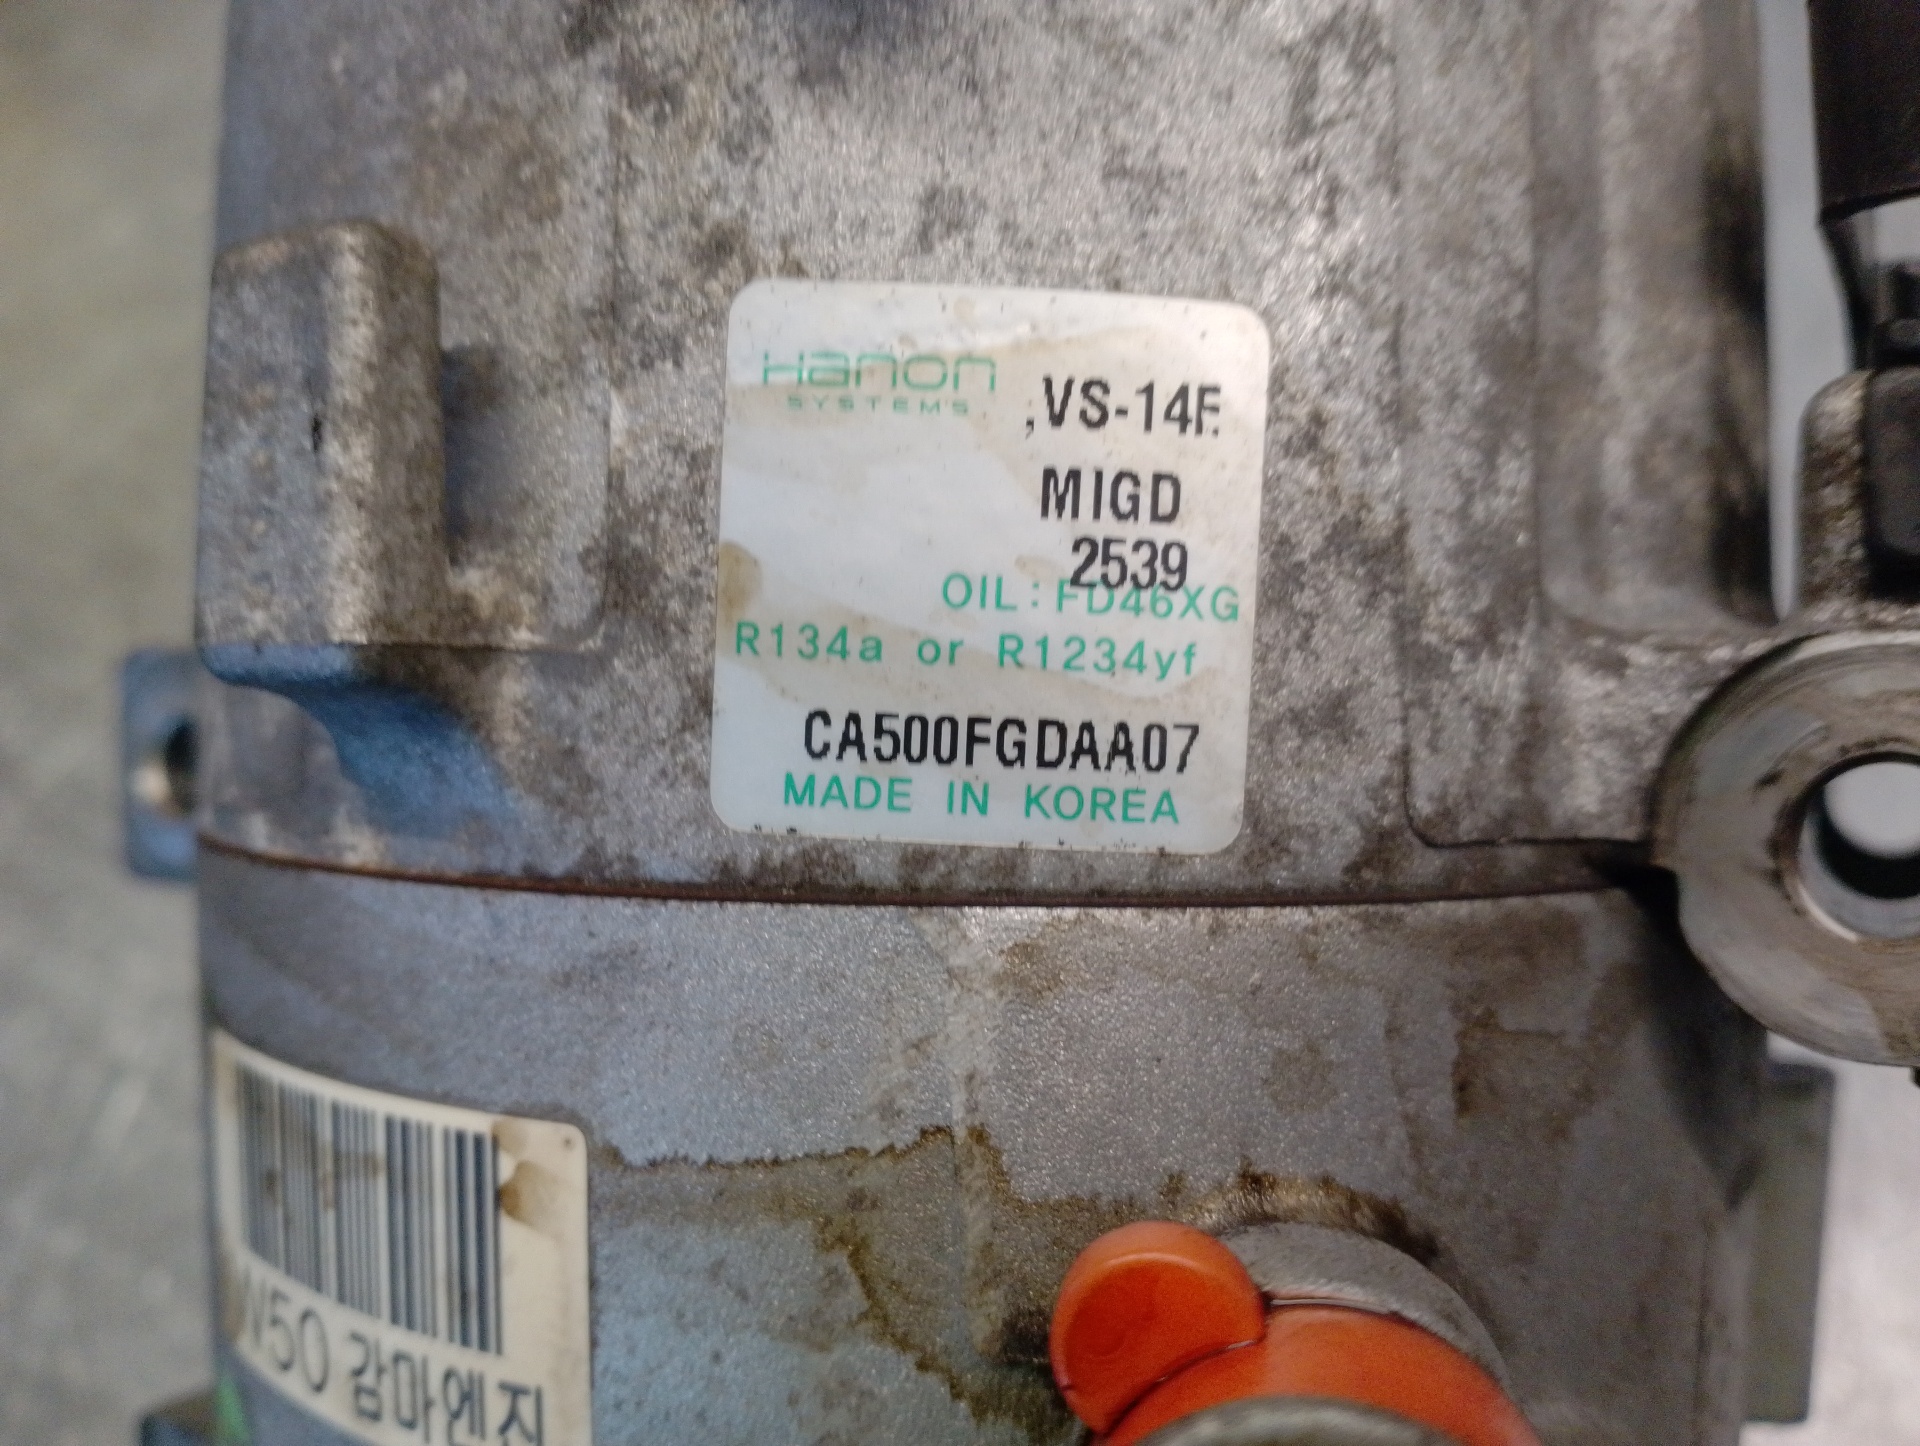 Hanon
SYSTEMS
VS-14E
MIGD
2539
OIL: FD46XG
R134a or R1234yf
CA500FGDAA07
MADE IN KOREA
감마엔진